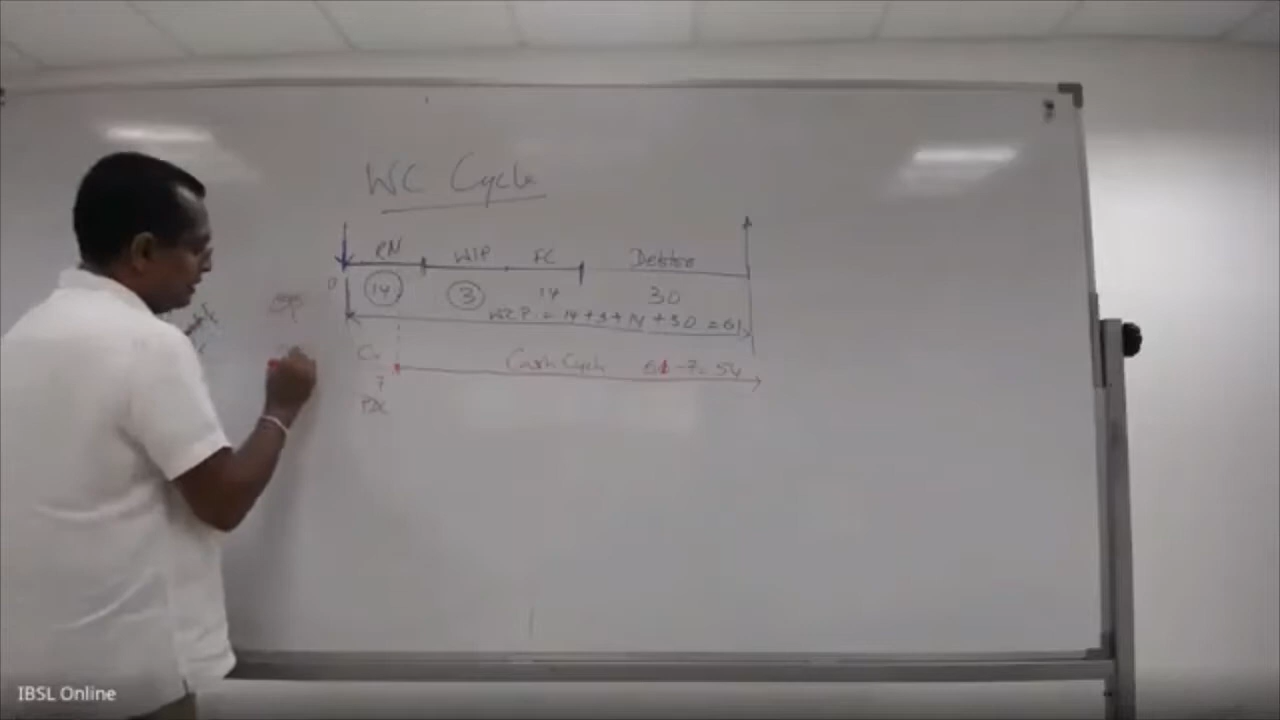 WC Cycle
RM WIP FG Debtors
14 3 14 30
WCP = 14+3+14+30 = 61
Cr Cash Cycle 61-7=54
7
IBSL Online